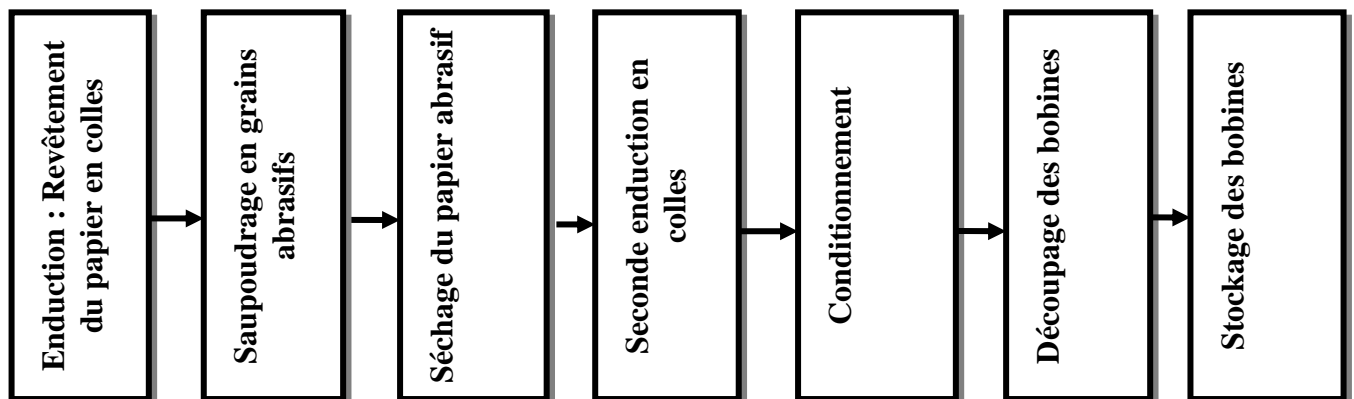 Enduction : Revêtement
du papier en colles
Saupoudrage en grains
abrasifs
Séchage du papier abrasif
Seconde enduction en
colles
Conditionnement
Découpage des bobines
Stockage des bobines